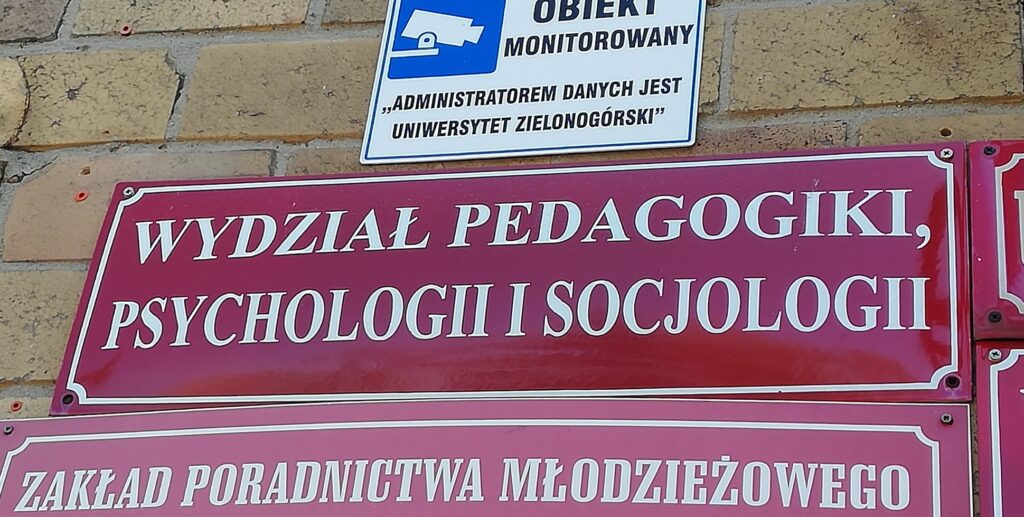 OBIEKT
MONITOROWANY
„ADMINISTRATOREM DANYCH JEST
UNIWERSYTET ZIELONOGÓRSKI”
WYDZIAŁ PEDAGOGIKI,
PSYCHOLOGII I SOCJOLOGII
ZAKŁAD PORADNICTWA MŁODZIEŻOWEGO